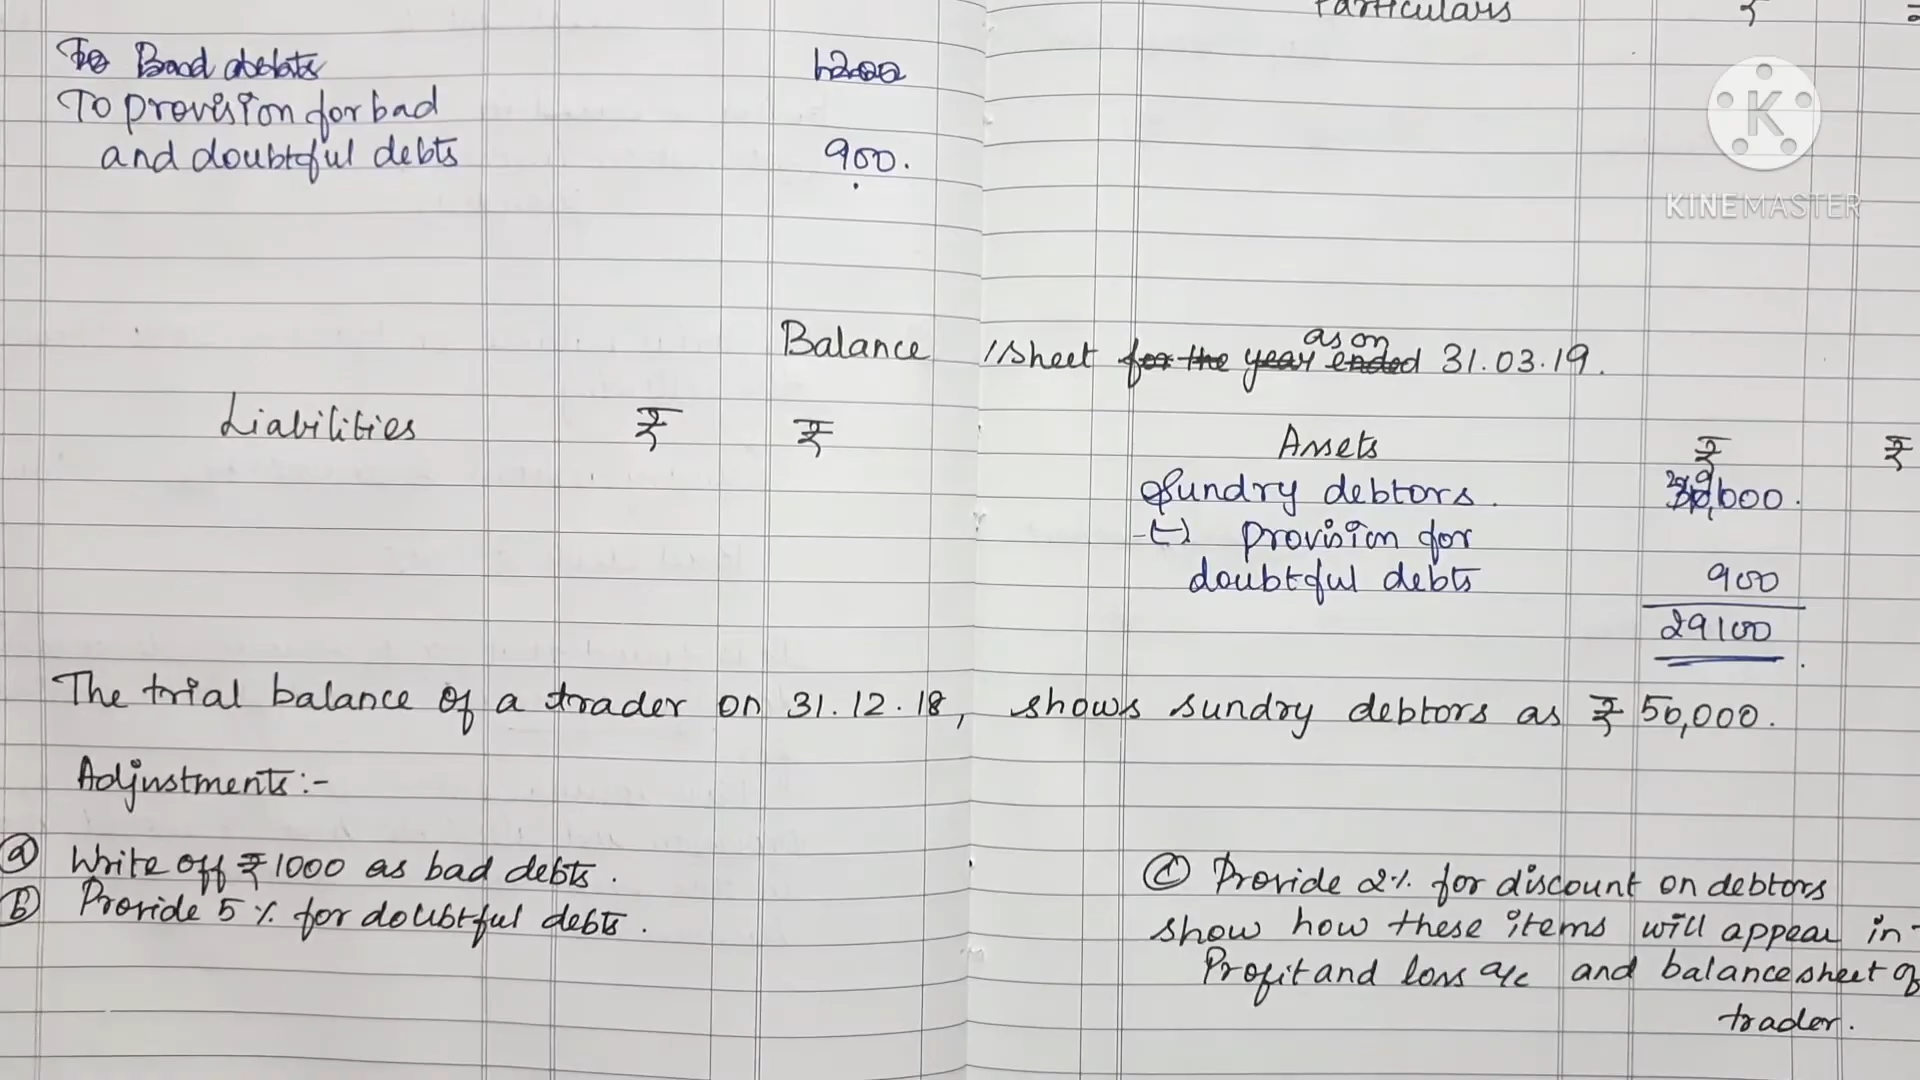 Particulars ₹
To Bad debts 1200
To provision for bad
and doubtful debts 900.
K
KINEMASTER
Balance sheet for the year ended as on 31.03.19.
Liabilities ₹ ₹ Assets ₹ ₹
Sundry debtors.
(-) provision for
doubtful debts 900
29100
The trial balance of a trader on 31.12.18, shows sundry debtors as ₹ 50,000.
Adjustments:-
(a) Write off ₹ 1000 as bad debts.
(b) Provide 5 % for doubtful debts.
(c) Provide 2% for discount on debtors
show how these items will appear in
Profit and loss a/c and balance sheet of
trader.